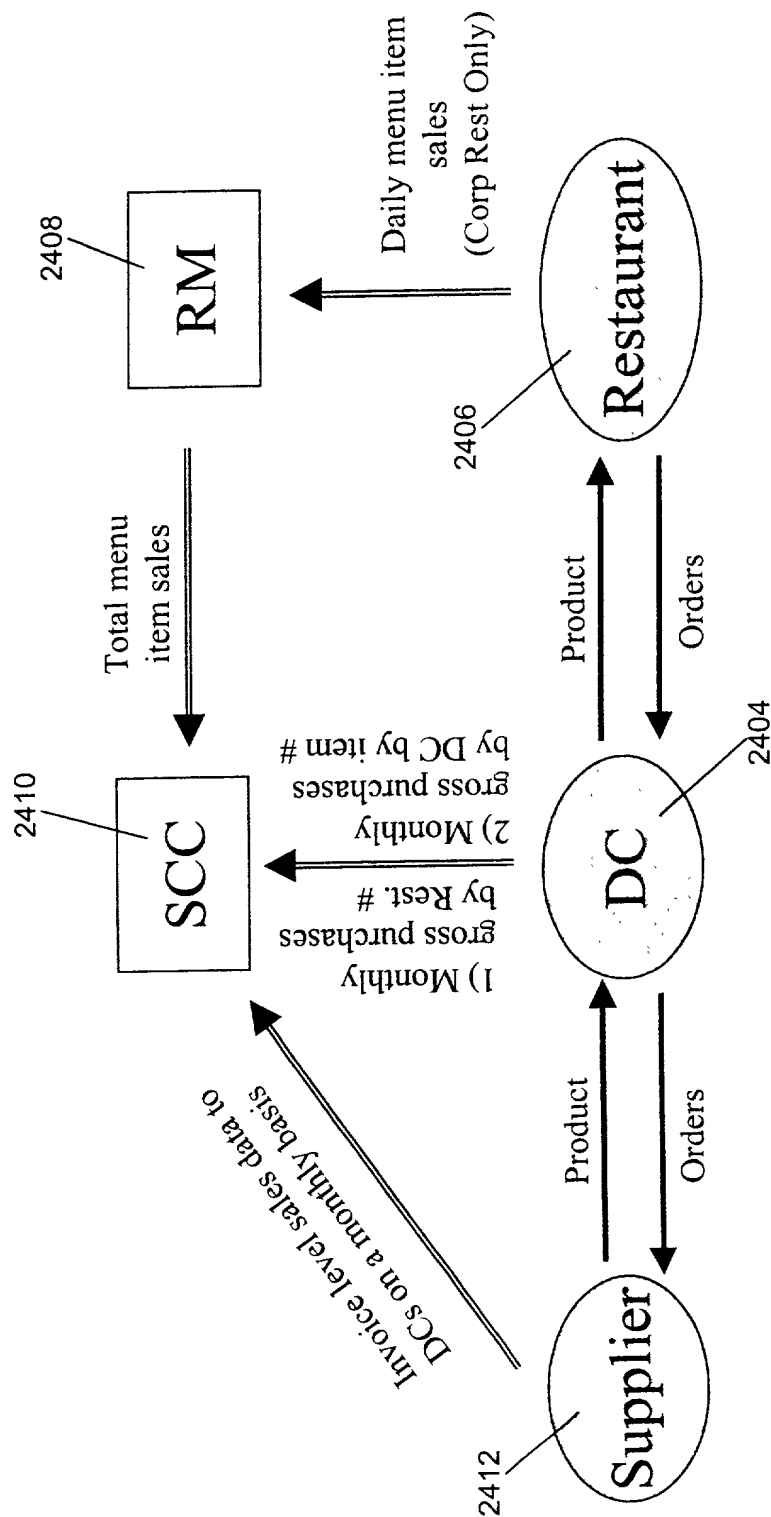 2410
SCC
Total menu
item sales
2408
RM
Invoice level sales data to
DCs on a monthly basis
1) Monthly
gross purchases
by Rest. #
2) Monthly
gross purchases
by DC by item #
Daily menu item
sales
(Corp Rest Only)
2412
Supplier
Product
Orders
DC
2404
Product
Orders
2406
Restaurant